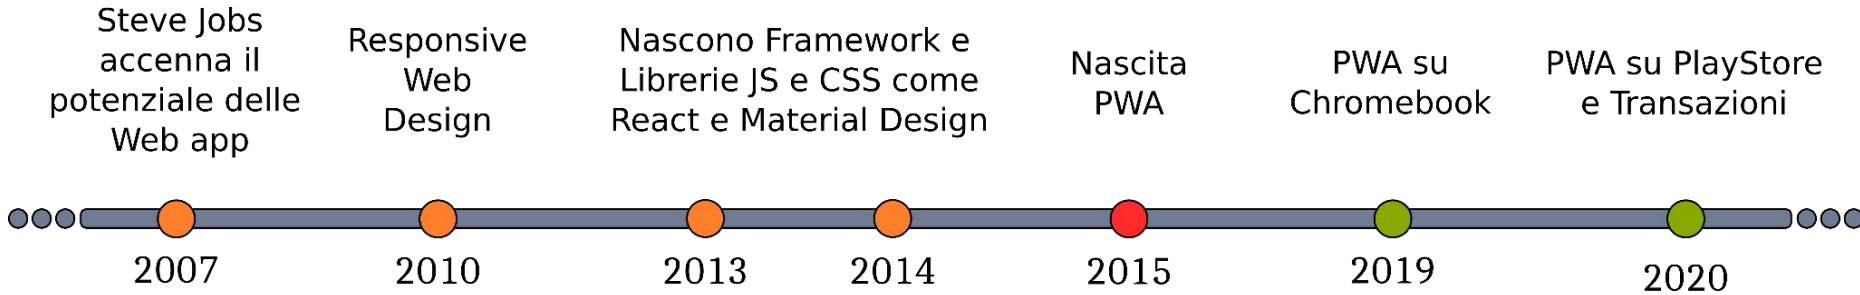 Steve Jobs
accenna il
potenziale delle
Web app
Responsive
Web
Design
Nascono Framework e
Librerie JS e CSS come
React e Material Design
Nascita
PWA
PWA su
Chromebook
PWA su PlayStore
e Transazioni
2007
2010
2013
2014
2015
2019
2020